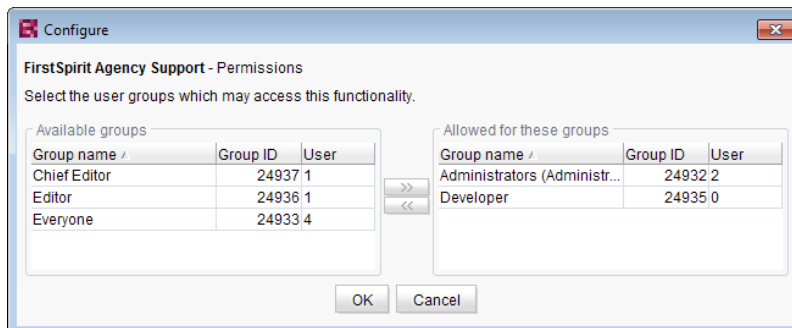 Configure
FirstSpirit Agency Support - Permissions
Select the user groups which may access this functionality.
Available groups
Group name Group ID User
Chief Editor 24937 1
Editor 24936 1
Everyone 24933 4
>>
<<
Allowed for these groups
Group name Group ID User
Administrators (Administr... 24932 2
Developer 24935 0
OK Cancel